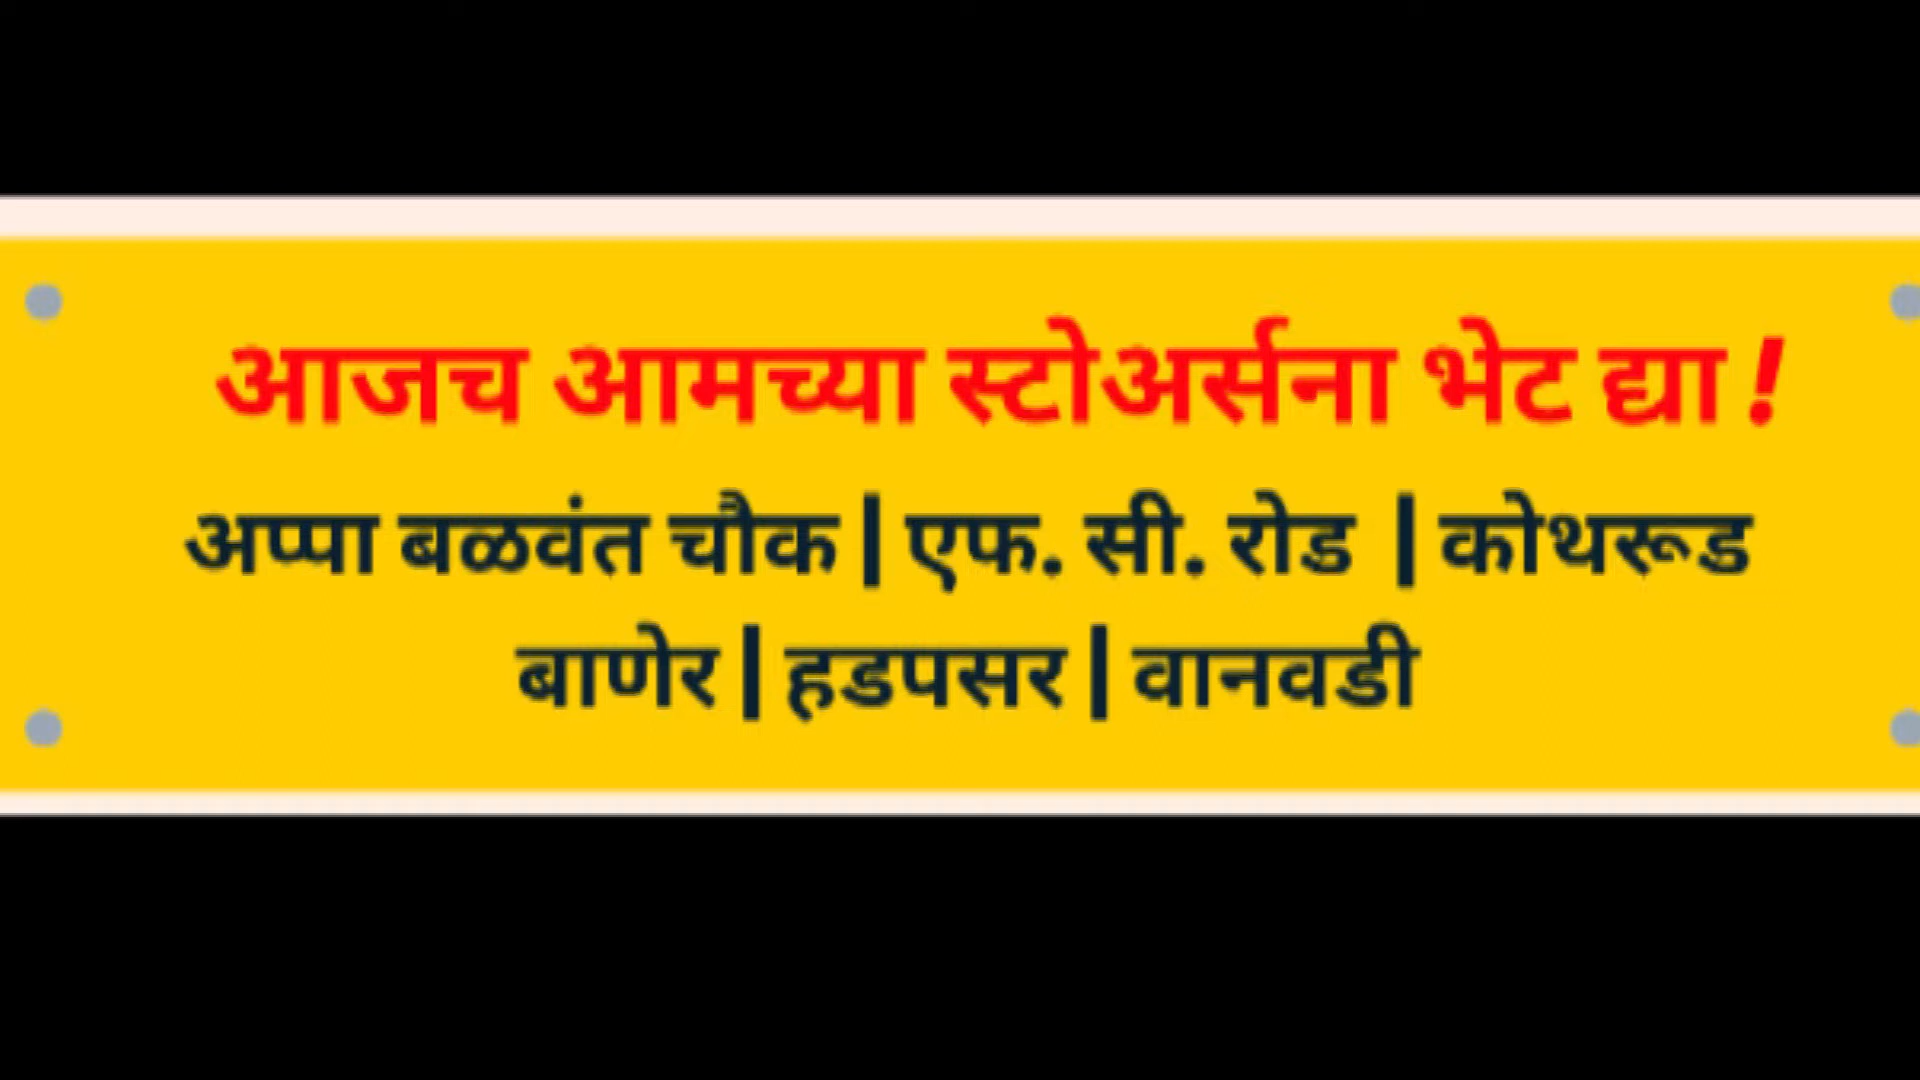 आजच आमच्या स्टोअर्सना भेट द्या !
अप्पा बळवंत चौक | एफ. सी. रोड | कोथरूड
बाणेर | हडपसर | वानवडी